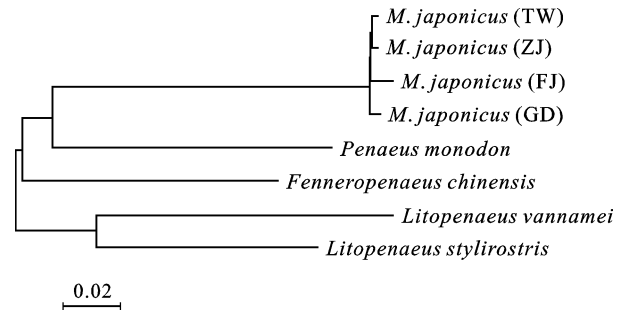 M. japonicus (TW)
M. japonicus (ZJ)
M. japonicus (FJ)
M. japonicus (GD)
Penaeus monodon
Fenneropenaeus chinensis
Litopenaeus vannamei
Litopenaeus stylirostris
0.02